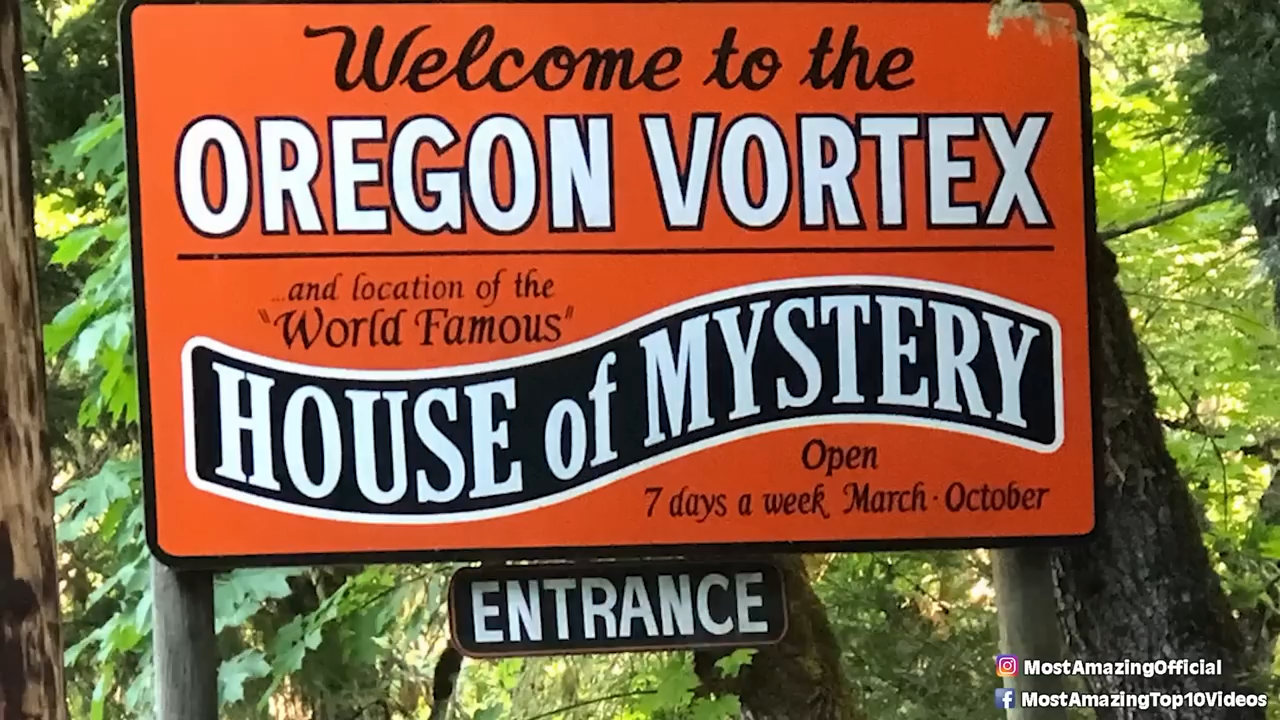 Welcome to the
OREGON VORTEX
...and location of the
"World Famous"
HOUSE of MYSTERY
Open
7 days a week, March - October
ENTRANCE
MostAmazingOfficial
MostAmazingTop10Videos